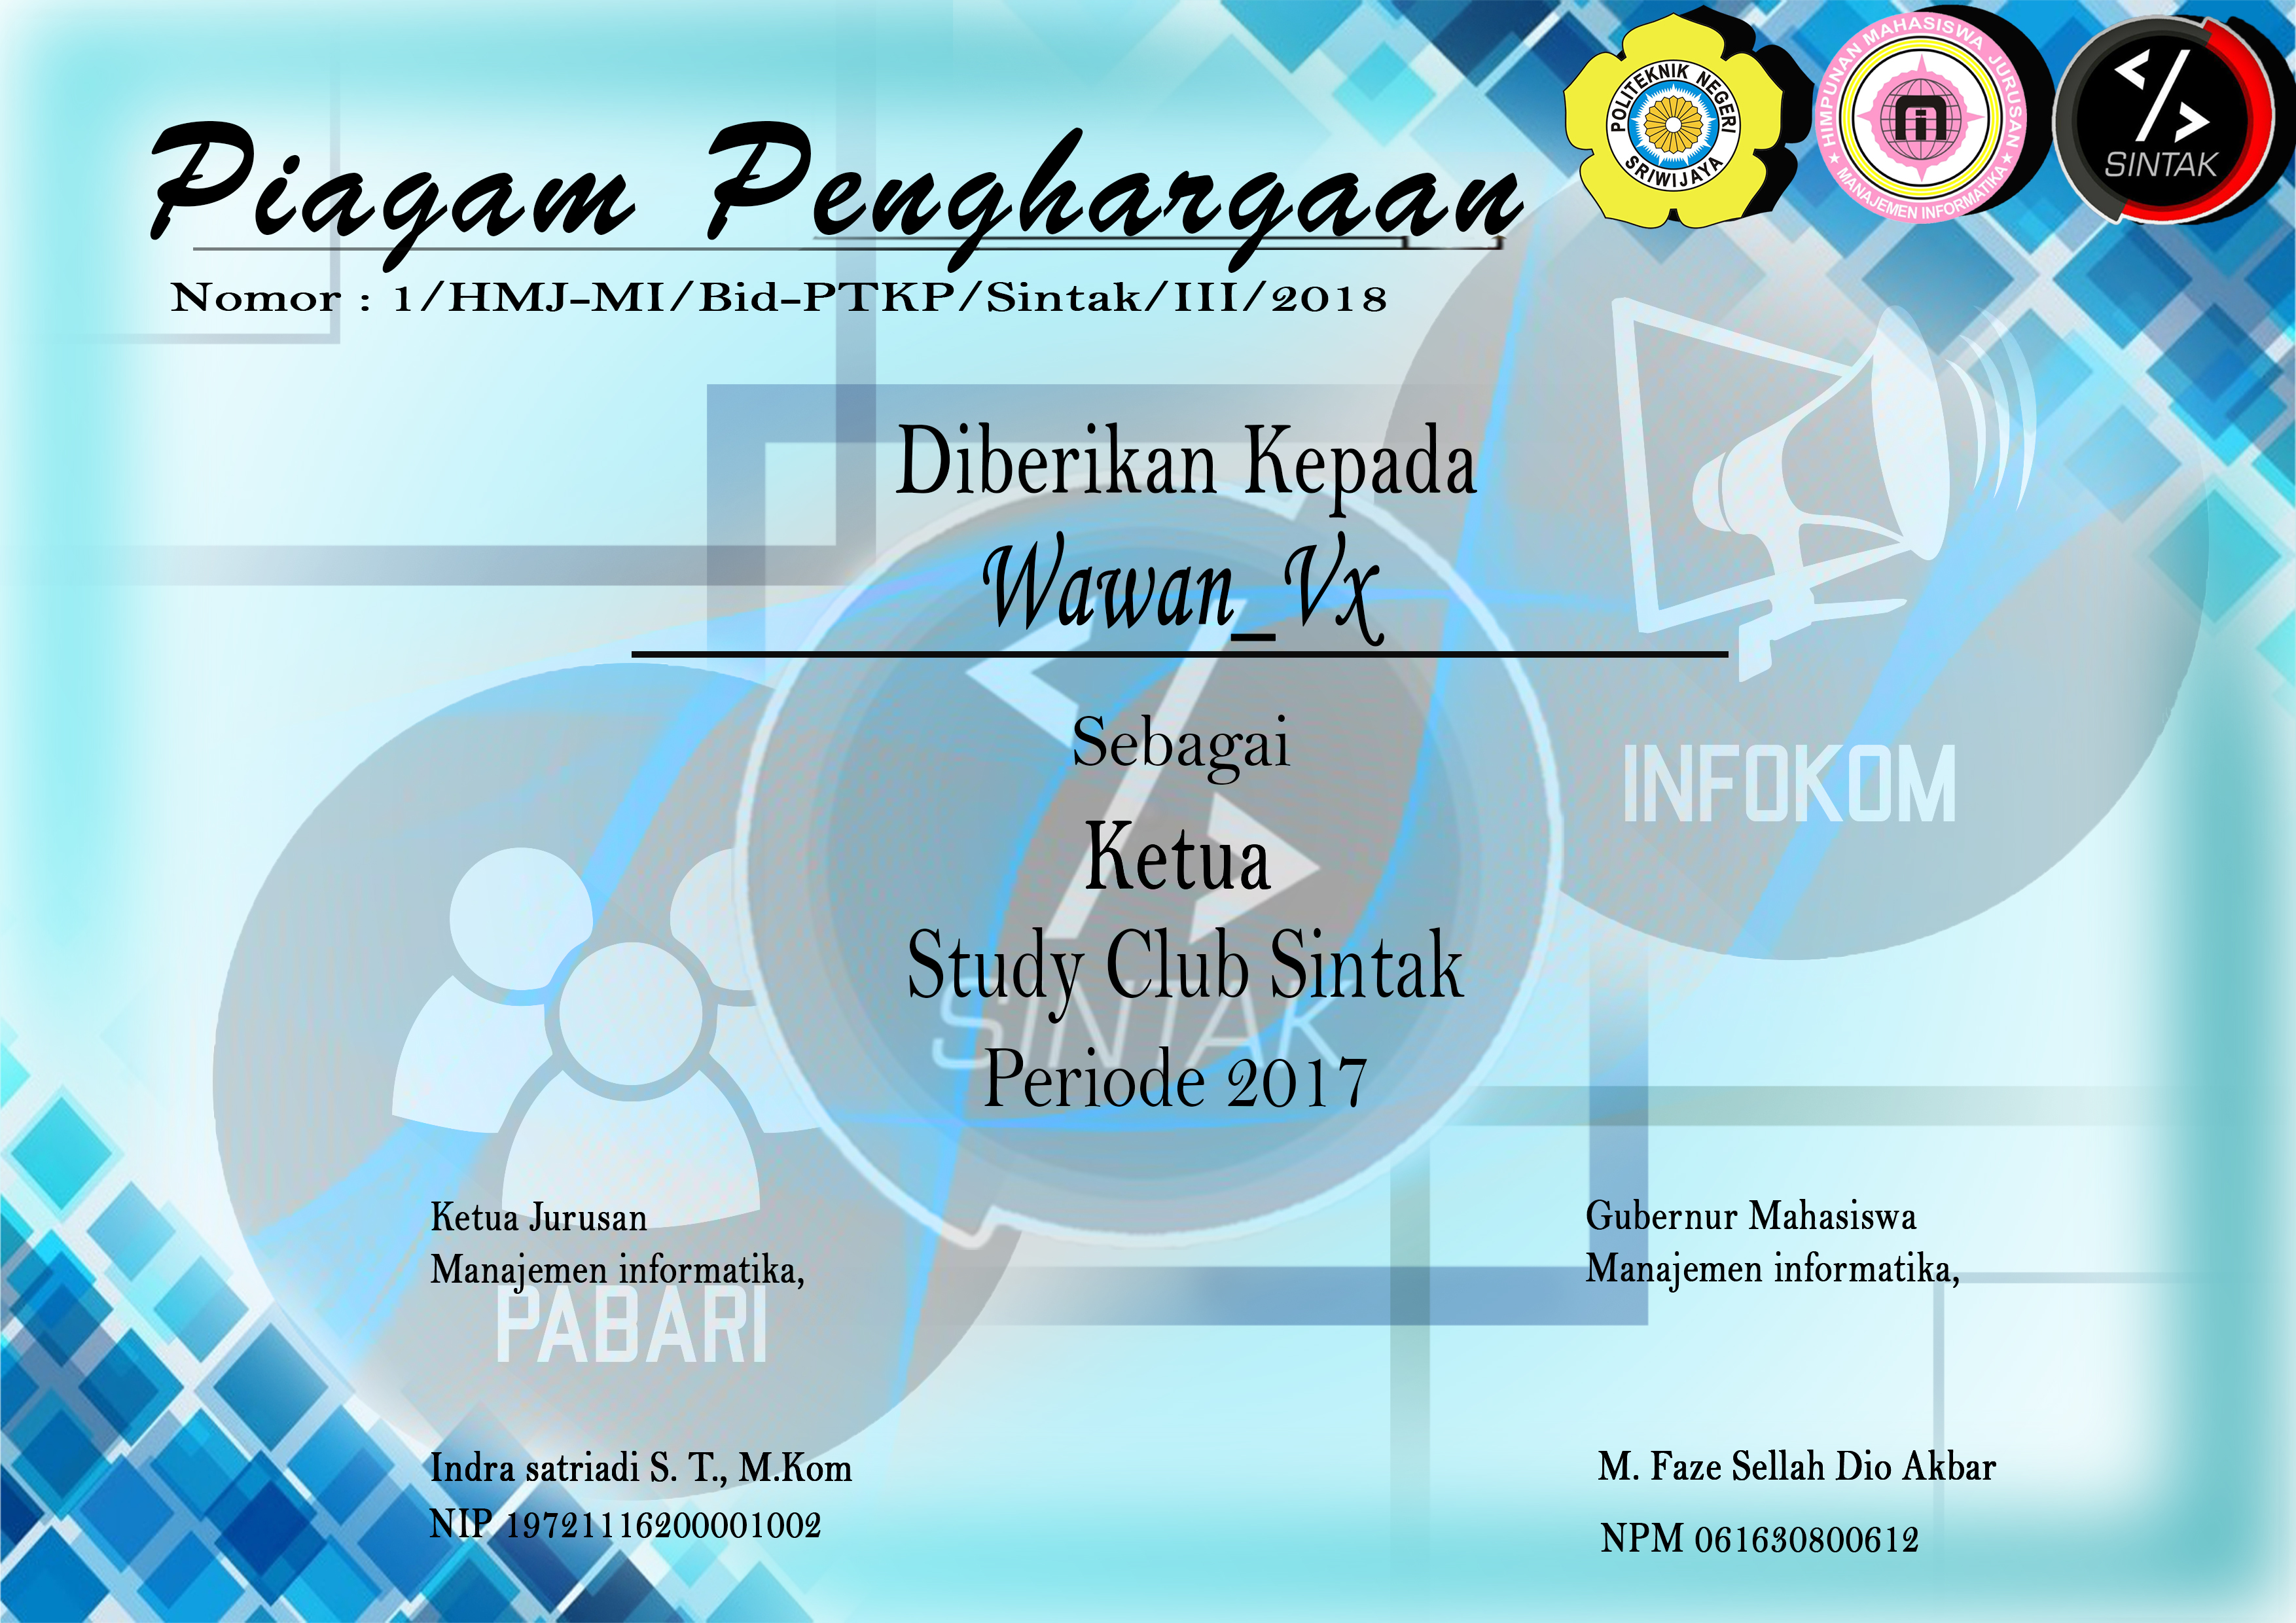 Piagam Penghargaan
Nomor : 1/HMJ-MI/Bid-PTKP/Sintak/III/2018
POLITEKNIK NEGERI
SRIWIJAYA
HIMPUNAN MAHASISWA JURUSAN
★ MANAJEMEN INFORMATIKA ★
</>
SINTAK
Diberikan Kepada
Wawan_Vx
Sebagai
Ketua
Study Club Sintak
Periode 2017
INFOKOM
SINTAK
PABARI
Ketua Jurusan
Manajemen informatika,
Indra satriadi S. T., M.Kom
NIP 19721116200001002
Gubernur Mahasiswa
Manajemen informatika,
M. Faze Sellah Dio Akbar
NPM 061630800612